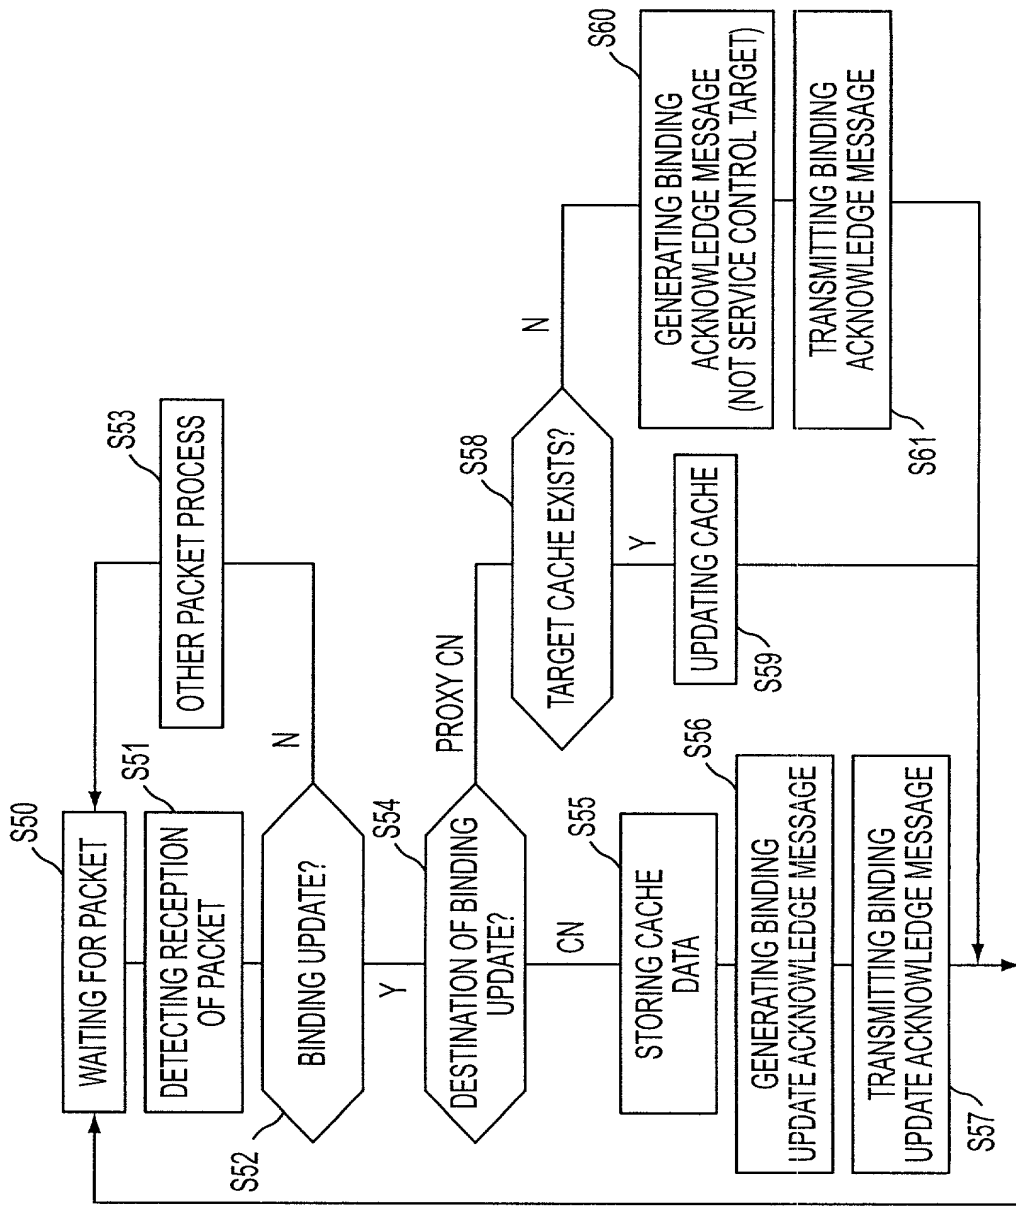 S50
WAITING FOR PACKET
S51
DETECTING RECEPTION
OF PACKET
S52
BINDING UPDATE?
N
S53
OTHER PACKET PROCESS
Y
S54
DESTINATION OF BINDING
UPDATE?
CN
PROXY CN
S55
STORING CACHE
DATA
S56
GENERATING BINDING
UPDATE ACKNOWLEDGE MESSAGE
TRANSMITTING BINDING
UPDATE ACKNOWLEDGE MESSAGE
S57
S58
TARGET CACHE EXISTS?
Y
N
UPDATING CACHE
S59
S60
GENERATING BINDING
ACKNOWLEDGE MESSAGE
(NOT SERVICE CONTROL TARGET)
TRANSMITTING BINDING
ACKNOWLEDGE MESSAGE
S61